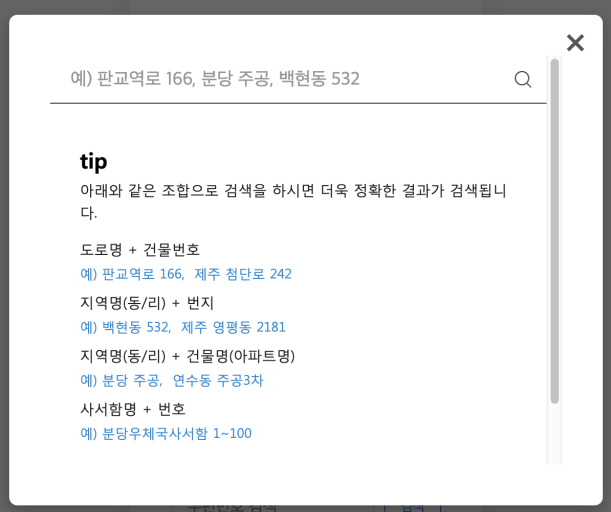 예) 판교역로 166, 분당 주공, 백현동 532
tip
아래와 같은 조합으로 검색을 하시면 더욱 정확한 결과가 검색됩니
다.
도로명 + 건물번호
예) 판교역로 166, 제주 첨단로 242
지역명(동/리) + 번지
예) 백현동 532, 제주 영평동 2181
지역명(동/리) + 건물명(아파트명)
예) 분당 주공, 연수동 주공3차
사서함명 + 번호
예) 분당우체국사서함 1~100